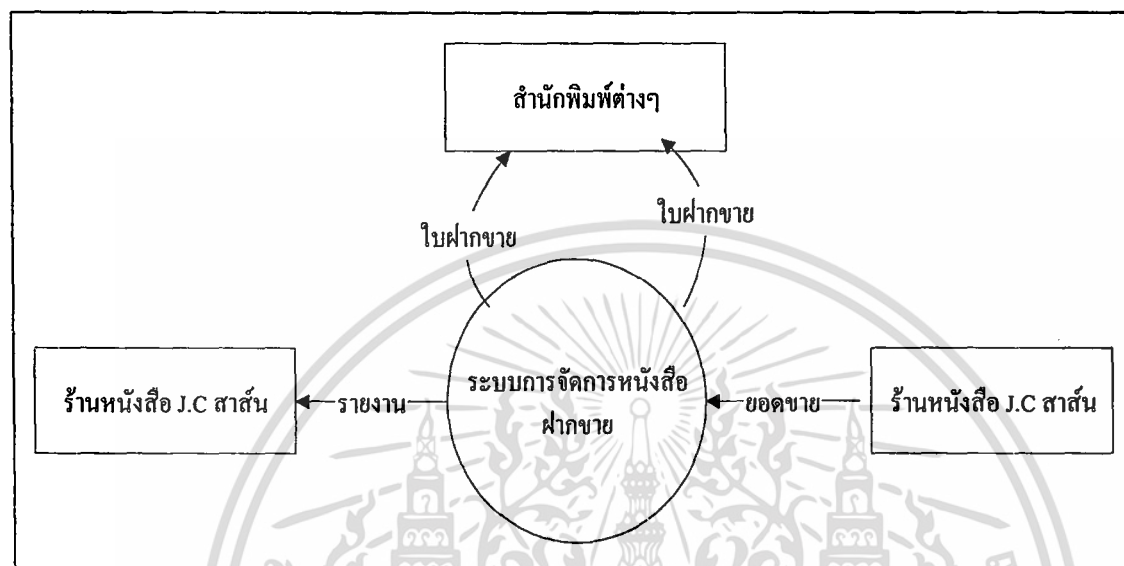 สำนักพิมพ์ต่างๆ
ใบฝากขาย
ใบฝากขาย
ร้านหนังสือ J.C สาส์น
รายงาน
ระบบการจัดการหนังสือ
ฝากขาย
ยอดขาย
ร้านหนังสือ J.C สาส์น